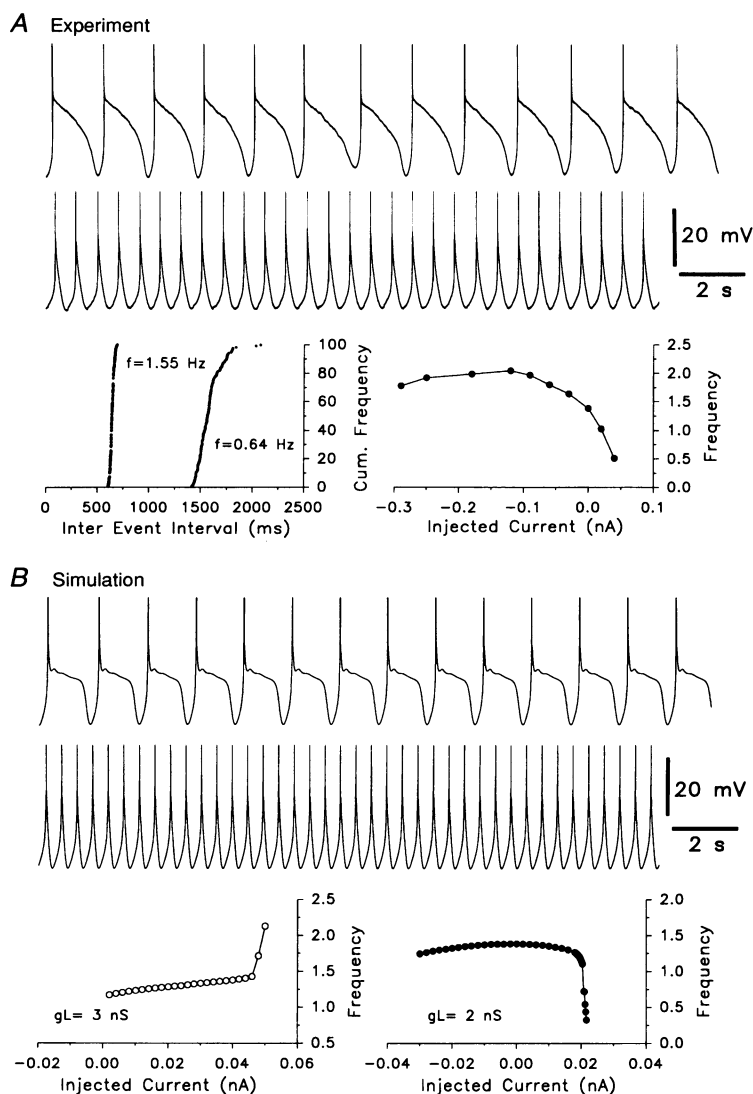 A Experiment
20 mV
2 s
100
80
60
40
20
0
Cum. Frequency
f=1.55 Hz
f=0.64 Hz
0 500 1000 1500 2000 2500
Inter Event Interval (ms)
2.5
2.0
1.5
1.0
0.5
0.0
Frequency
−0.3 −0.2 −0.1 0.0 0.1
Injected Current (nA)
B Simulation
20 mV
2 s
2.5
2.0
1.5
1.0
0.5
Frequency
gL= 3 nS
−0.02 0.00 0.02 0.04 0.06
Injected Current (nA)
2.0
1.5
1.0
0.5
0.0
Frequency
gL= 2 nS
−0.04 −0.02 0.00 0.02 0.04
Injected Current (nA)